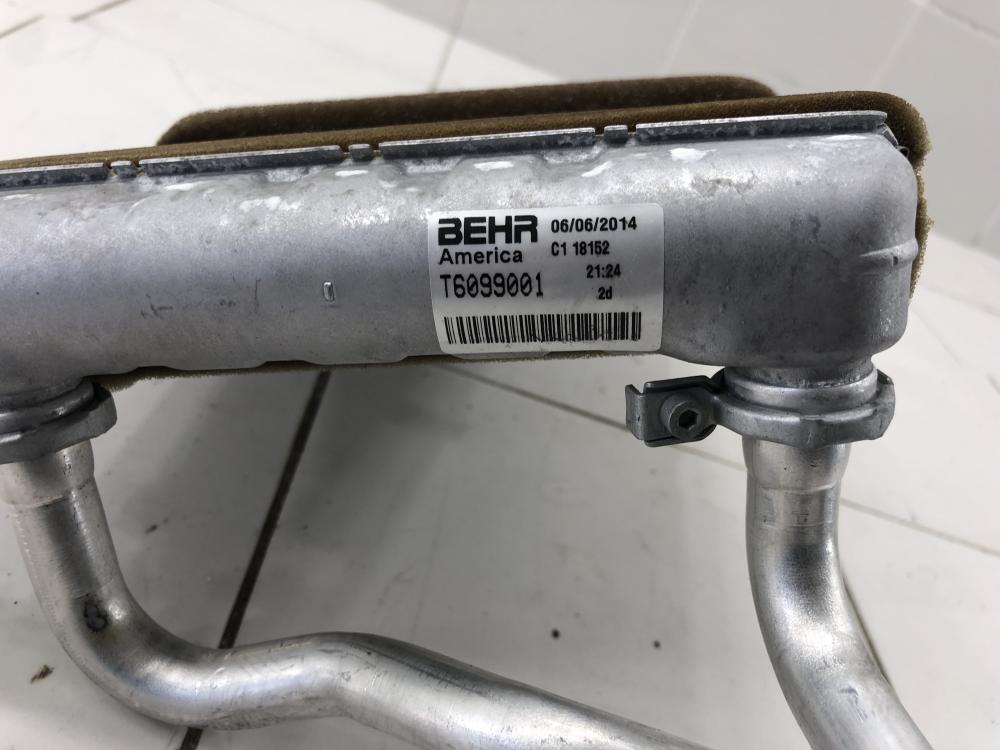 BEHR 06/06/2014
America C1 18152
21:24
T6099001 2d